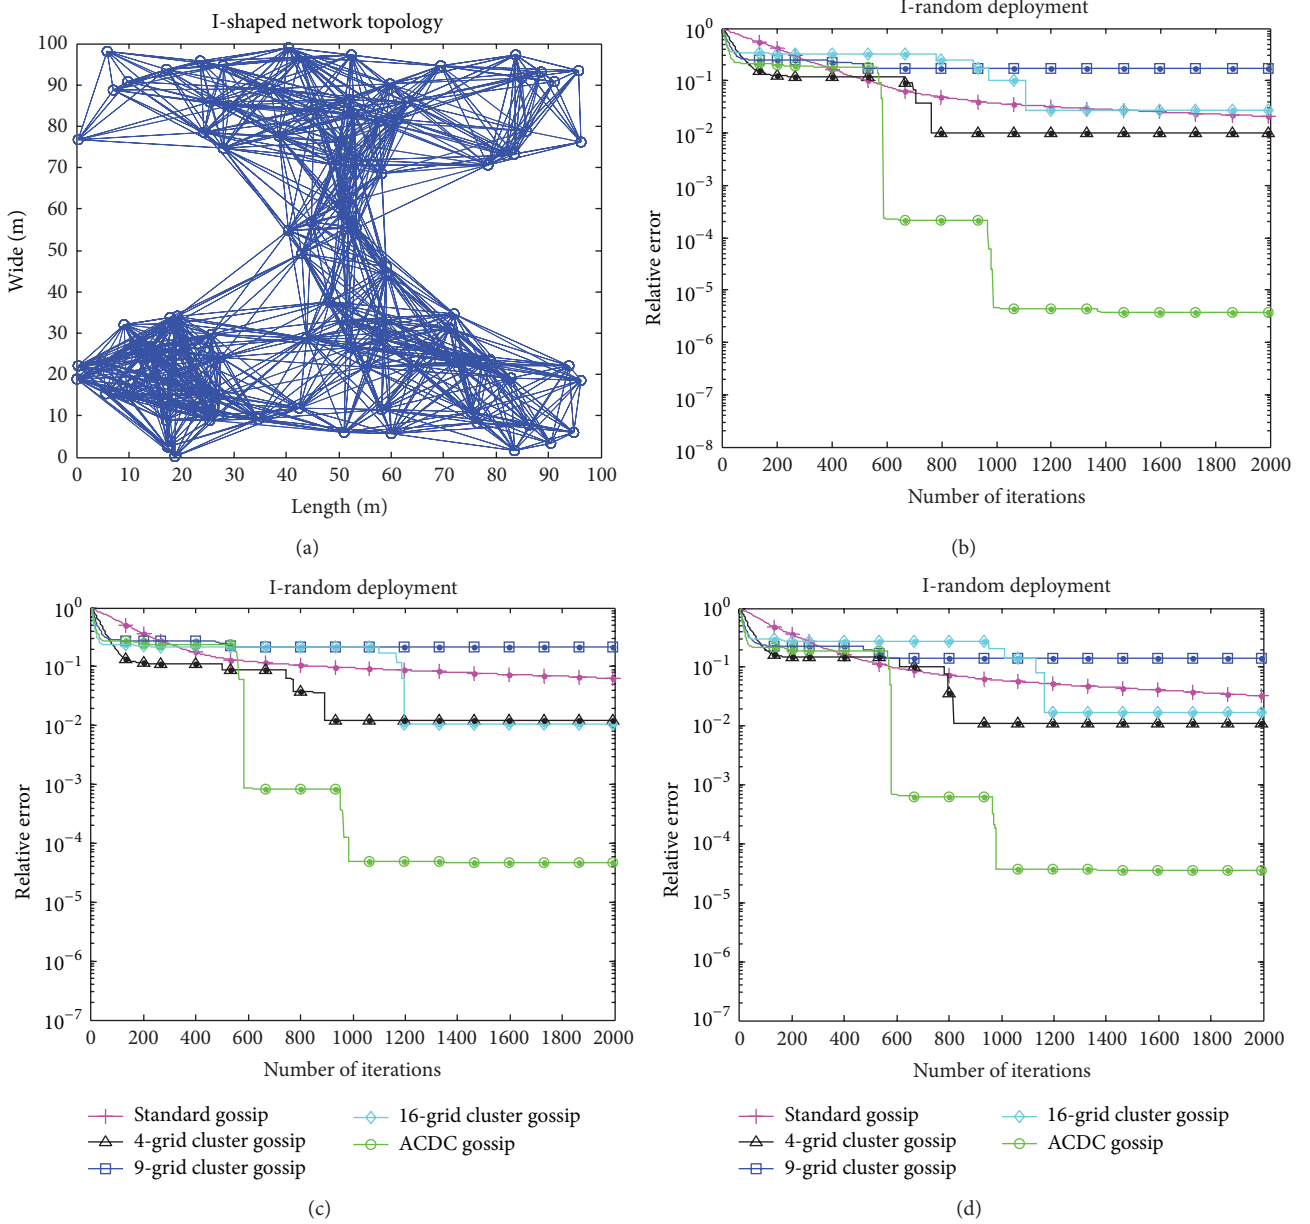 I-shaped network topology
100
90
80
70
60
50
40
30
20
10
0
Wide (m)
0 10 20 30 40 50 60 70 80 90 100
Length (m)
(a)
I-random deployment
10^0
10^-1
10^-2
10^-3
10^-4
10^-5
10^-6
10^-7
10^-8
Relative error
0 200 400 600 800 1000 1200 1400 1600 1800 2000
Number of iterations
(b)
I-random deployment
10^0
10^-1
10^-2
10^-3
10^-4
10^-5
10^-6
10^-7
Relative error
0 200 400 600 800 1000 1200 1400 1600 1800 2000
Number of iterations
Standard gossip
4-grid cluster gossip
9-grid cluster gossip
16-grid cluster gossip
ACDC gossip
(c)
I-random deployment
10^0
10^-1
10^-2
10^-3
10^-4
10^-5
10^-6
10^-7
Relative error
0 200 400 600 800 1000 1200 1400 1600 1800 2000
Number of iterations
Standard gossip
4-grid cluster gossip
9-grid cluster gossip
16-grid cluster gossip
ACDC gossip
(d)